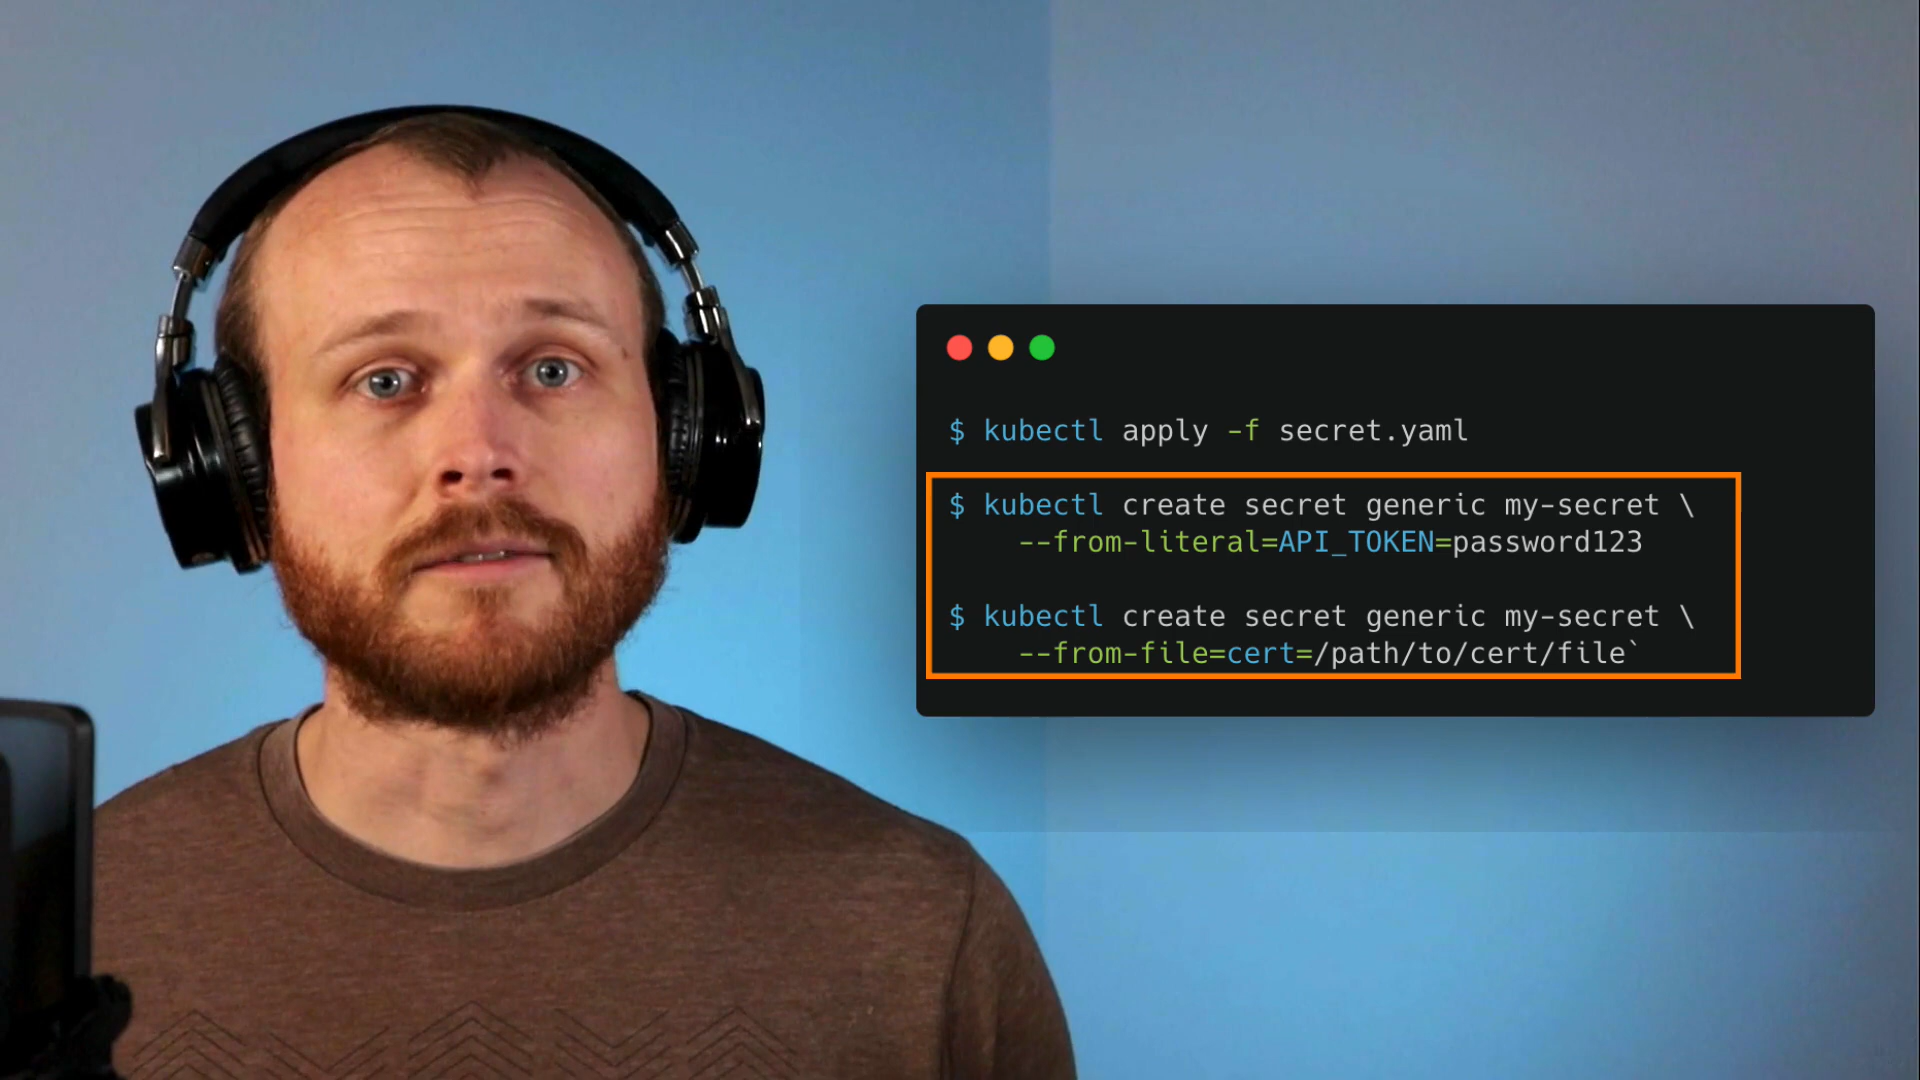 $ kubectl apply -f secret.yaml
$ kubectl create secret generic my-secret \
--from-literal=API_TOKEN=password123
$ kubectl create secret generic my-secret \
--from-file=cert=/path/to/cert/file`